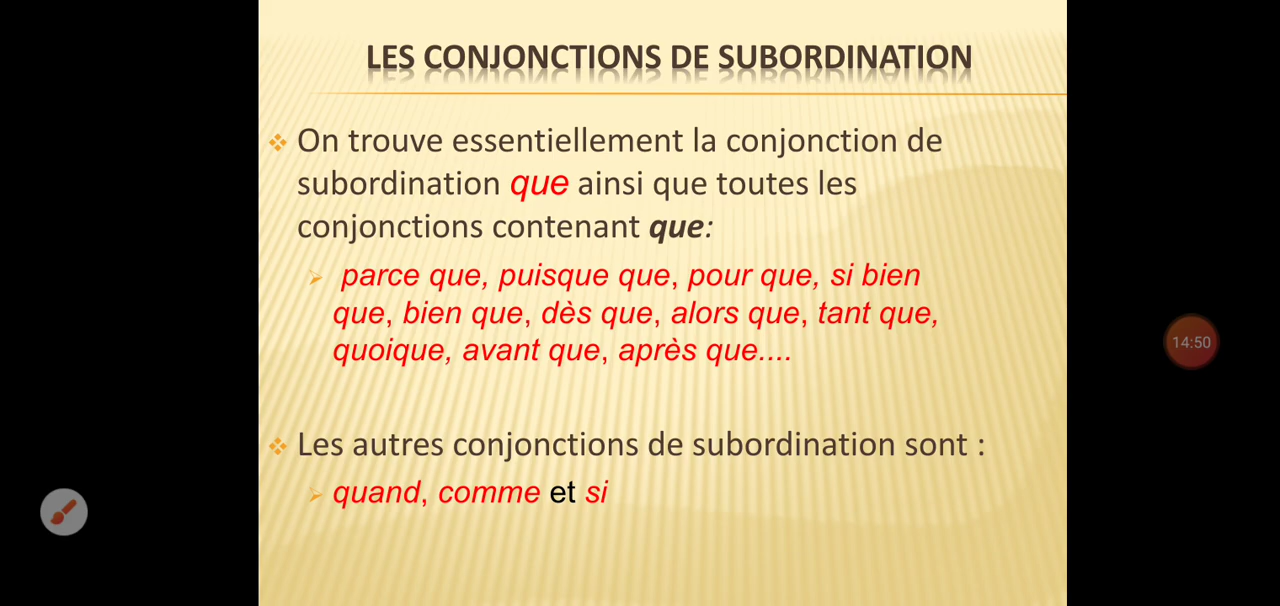 LES CONJONCTIONS DE SUBORDINATION
On trouve essentiellement la conjonction de
subordination que ainsi que toutes les
conjonctions contenant que:
parce que, puisque que, pour que, si bien
que, bien que, dès que, alors que, tant que,
quoique, avant que, après que....
14:50
Les autres conjonctions de subordination sont :
quand, comme et si